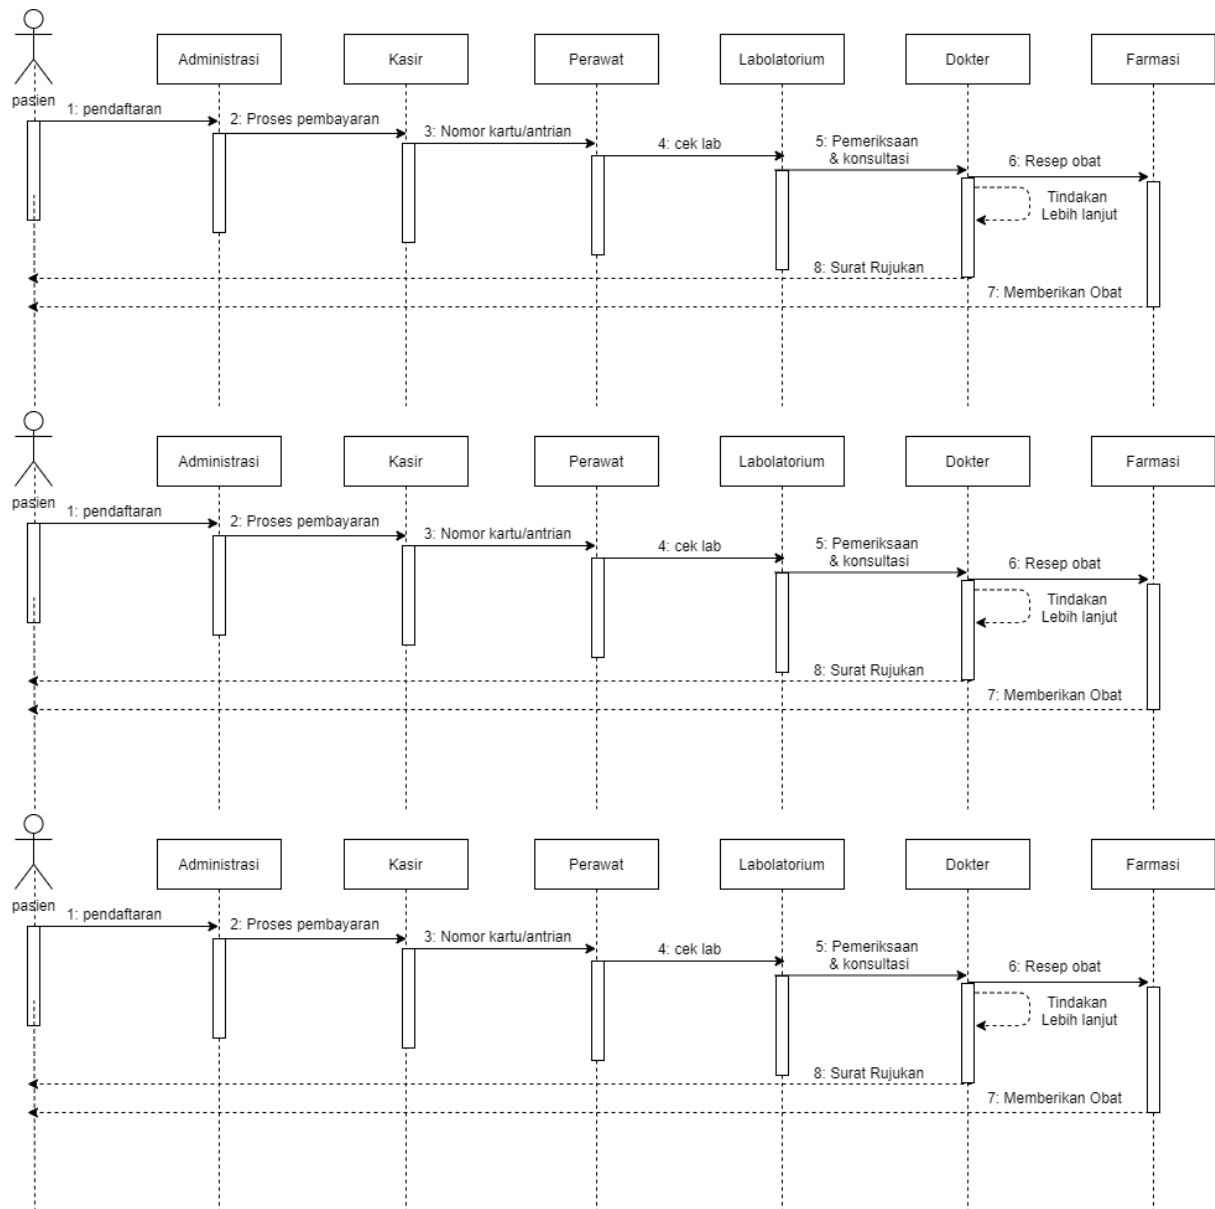 Administrasi
Kasir
Perawat
Labolatorium
Dokter
Farmasi
pasien
1: pendaftaran
2: Proses pembayaran
3: Nomor kartu/antrian
4: cek lab
5: Pemeriksaan
& konsultasi
6: Resep obat
Tindakan
Lebih lanjut
8: Surat Rujukan
7: Memberikan Obat
Administrasi
Kasir
Perawat
Labolatorium
Dokter
Farmasi
pasien
1: pendaftaran
2: Proses pembayaran
3: Nomor kartu/antrian
4: cek lab
5: Pemeriksaan
& konsultasi
6: Resep obat
Tindakan
Lebih lanjut
8: Surat Rujukan
7: Memberikan Obat
Administrasi
Kasir
Perawat
Labolatorium
Dokter
Farmasi
pasien
1: pendaftaran
2: Proses pembayaran
3: Nomor kartu/antrian
4: cek lab
5: Pemeriksaan
& konsultasi
6: Resep obat
Tindakan
Lebih lanjut
8: Surat Rujukan
7: Memberikan Obat